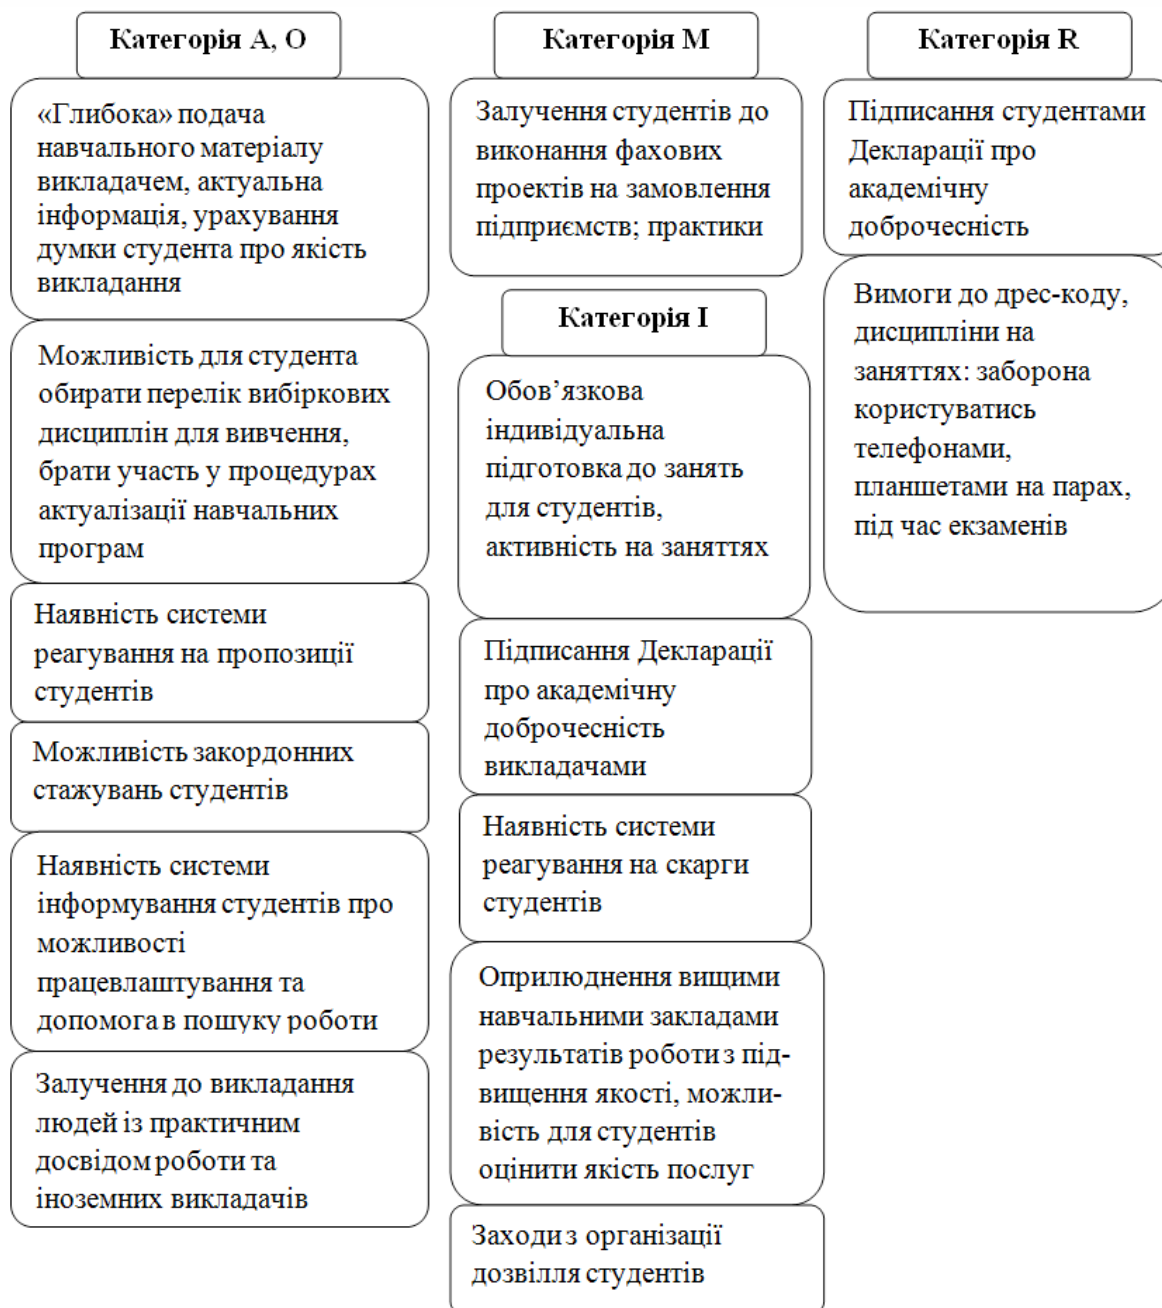 Категорія A, O
«Глибока» подача
навчального матеріалу
викладачем, актуальна
інформація, урахування
думки студента про якість
викладання
Можливість для студента
обирати перелік вибіркових
дисциплін для вивчення,
брати участь у процедурах
актуалізації навчальних
програм
Наявність системи
реагування на пропозиції
студентів
Можливість закордонних
стажувань студентів
Наявність системи
інформування студентів про
можливості
працевлаштування та
допомога в пошуку роботи
Залучення до викладання
людей із практичним
досвідом роботи та
іноземних викладачів
Категорія M
Залучення студентів до
виконання фахових
проектів на замовлення
підприємств; практики
Категорія I
Обов’язкова
індивідуальна
підготовка до занять
для студентів,
активність на заняттях
Підписання Декларації
про академічну
доброчесність
викладачами
Наявність системи
реагування на скарги
студентів
Оприлюднення вищими
навчальними закладами
результатів роботи з під-
вищення якості, можли-
вість для студентів
оцінити якість послуг
Заходи з організації
дозвілля студентів
Категорія R
Підписання студентами
Декларації про
академічну
доброчесність
Вимоги до дрес-коду,
дисципліни на
заняттях: заборона
користуватись
телефонами,
планшетами на парах,
під час екзаменів